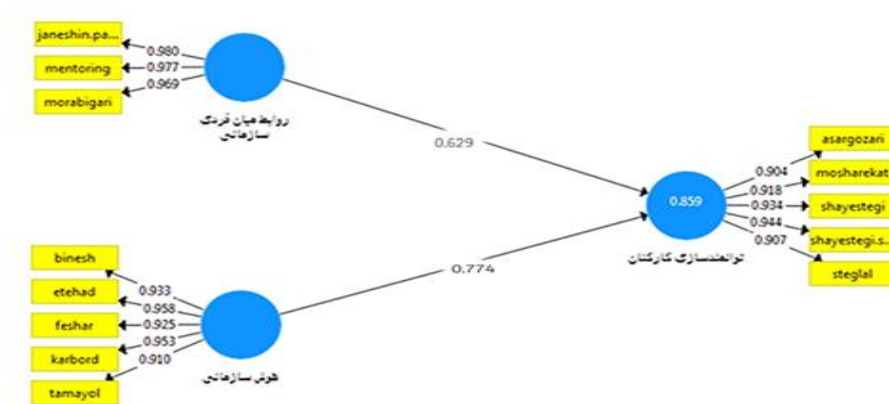 janeshin.pa...
mentoring
morabigari
0.980
0.977
0.969
روابط میان فردی
سازمانی
0.629
binesh
etehad
feshar
karbord
tamayol
0.933
0.958
0.925
0.953
0.910
هوش سازمانی
0.774
0.859
توانمندسازی کارکنان
0.904
0.918
0.934
0.944
0.907
asargozari
mosharekat
shayestegi
shayestegi.s...
steglal